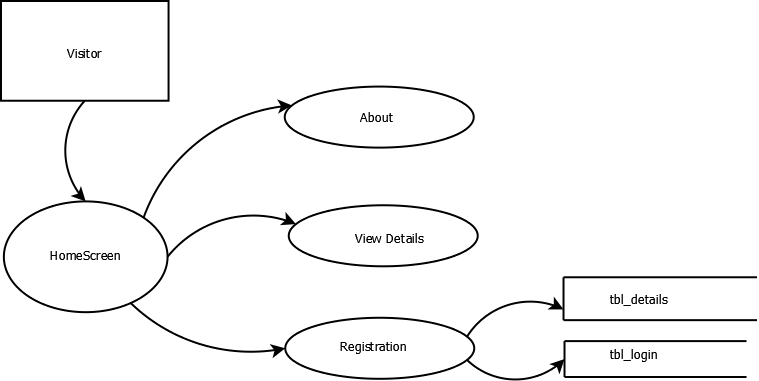 Visitor
About
View Details
HomeScreen
tbl_details
Registration
tbl_login